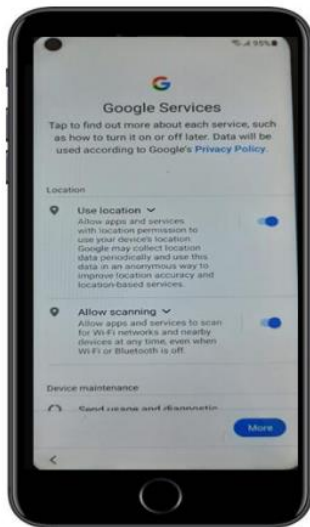 95%
Google Services
Tap to find out more about each service, such
as how to turn it on or off later. Data will be
used according to Google's Privacy Policy.
Location
Use location
Allow apps and services
with location permission to
use your device's location.
Google may collect location
data periodically and use this
data in an anonymous way to
improve location accuracy and
location-based services.
Allow scanning
Allow apps and services to scan
for Wi-Fi networks and nearby
devices at any time, even when
Wi-Fi or Bluetooth is off.
Device maintenance
Send usage and diagnostic
More